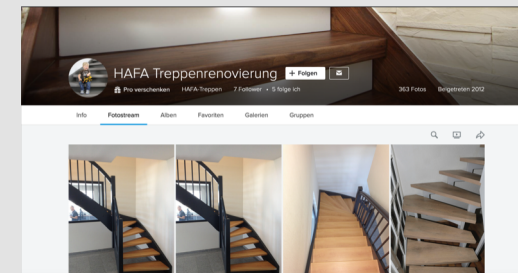 HAFA Treppenrenovierung + Folgen
Pro verschenken HAFA-Treppen 7 Follower • 5 folge ich 363 Fotos Beigetreten 2012
Info Fotostream Alben Favoriten Galerien Gruppen